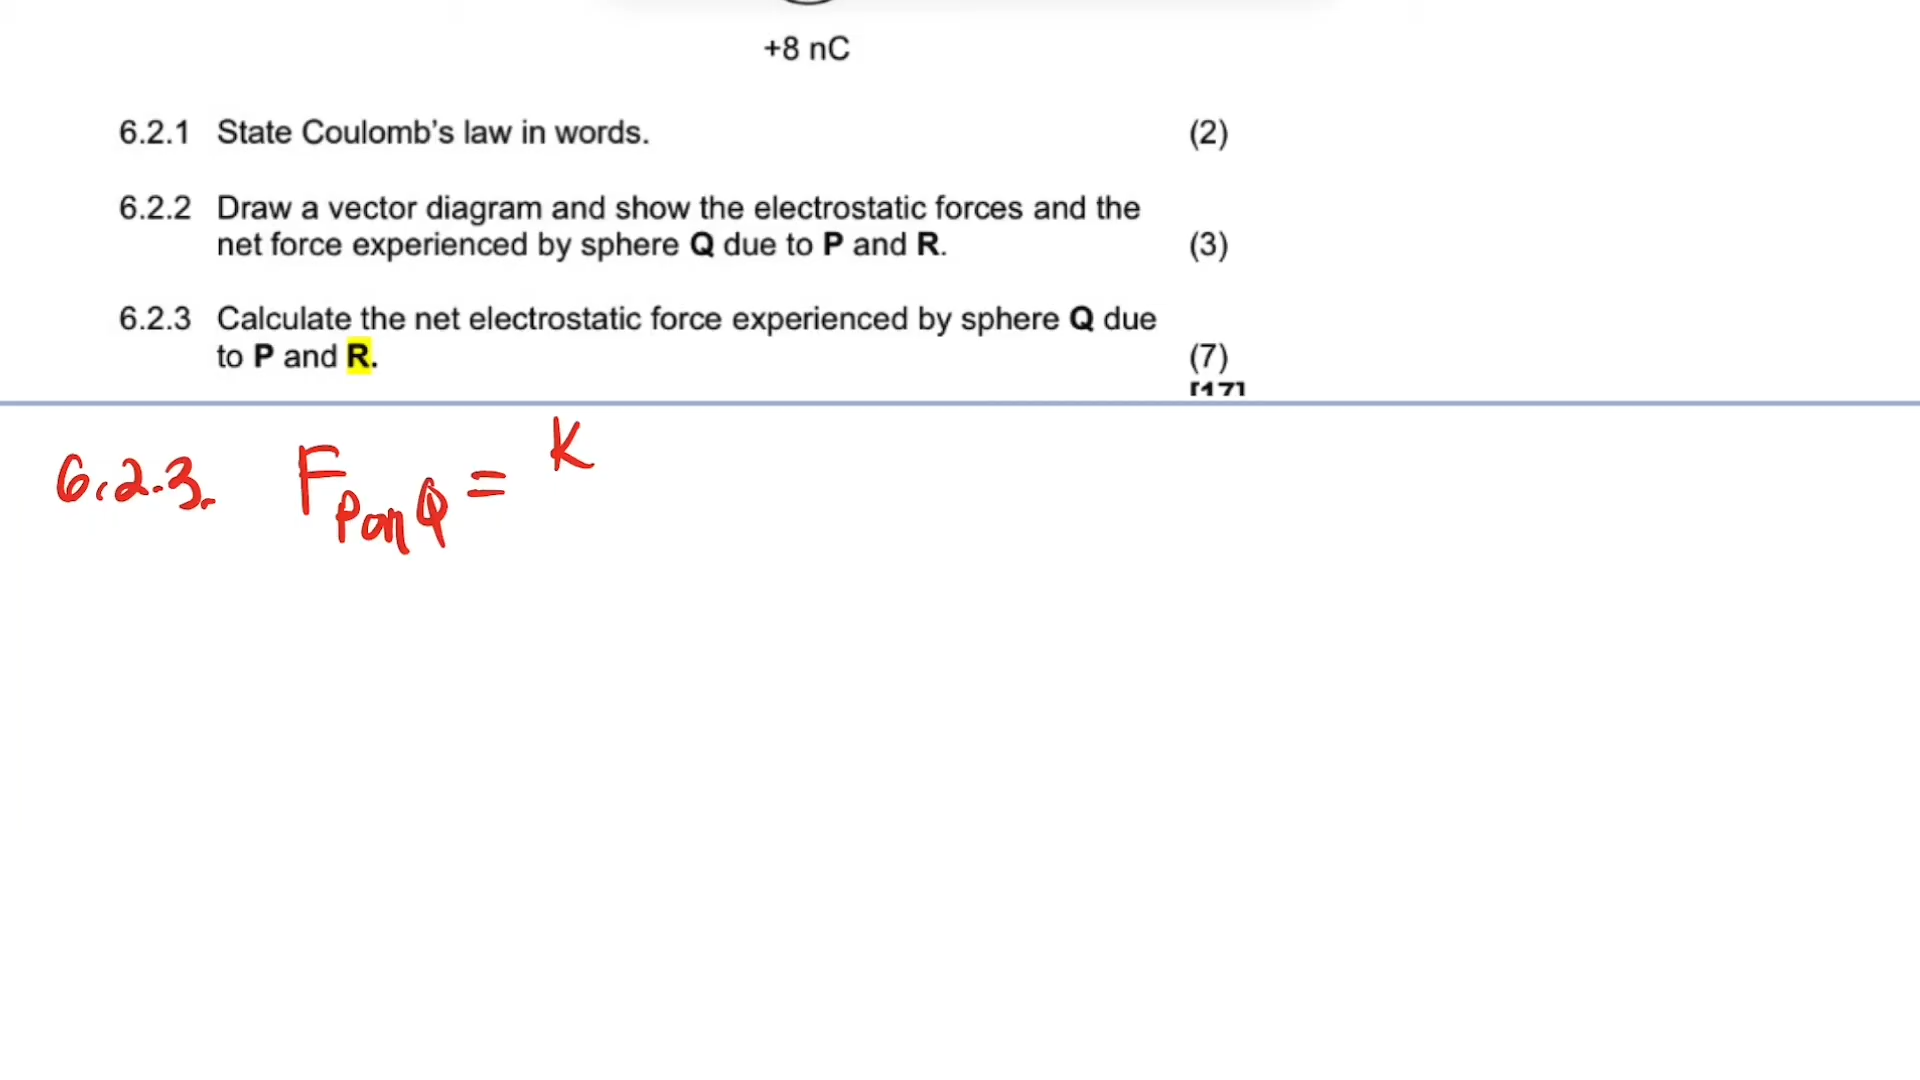 +8 nC
6.2.1 State Coulomb's law in words. (2)
6.2.2 Draw a vector diagram and show the electrostatic forces and the
net force experienced by sphere Q due to P and R. (3)
6.2.3 Calculate the net electrostatic force experienced by sphere Q due
to P and R. (7)
[17]
6.2.3. F P on Q = K